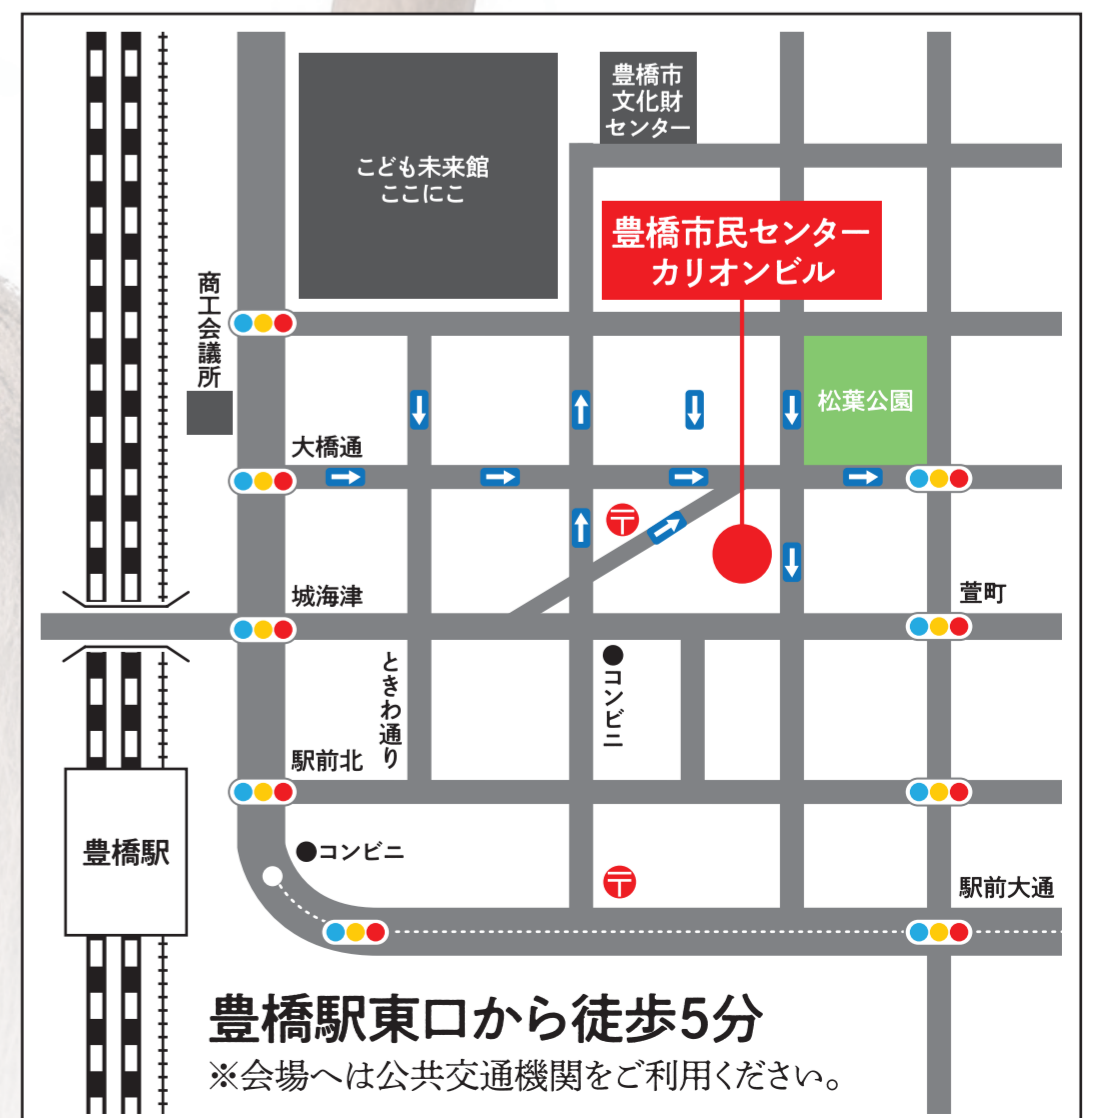 豊橋市
文化財
センター
こども未来館
ここにこ
豊橋市民センター
カリオンビル
商工会議所
松葉公園
大橋通
〒
城海津
萱町
ときわ通り
コンビニ
駅前北
豊橋駅
コンビニ
〒
駅前大通
豊橋駅東口から徒歩5分
※会場へは公共交通機関をご利用ください。